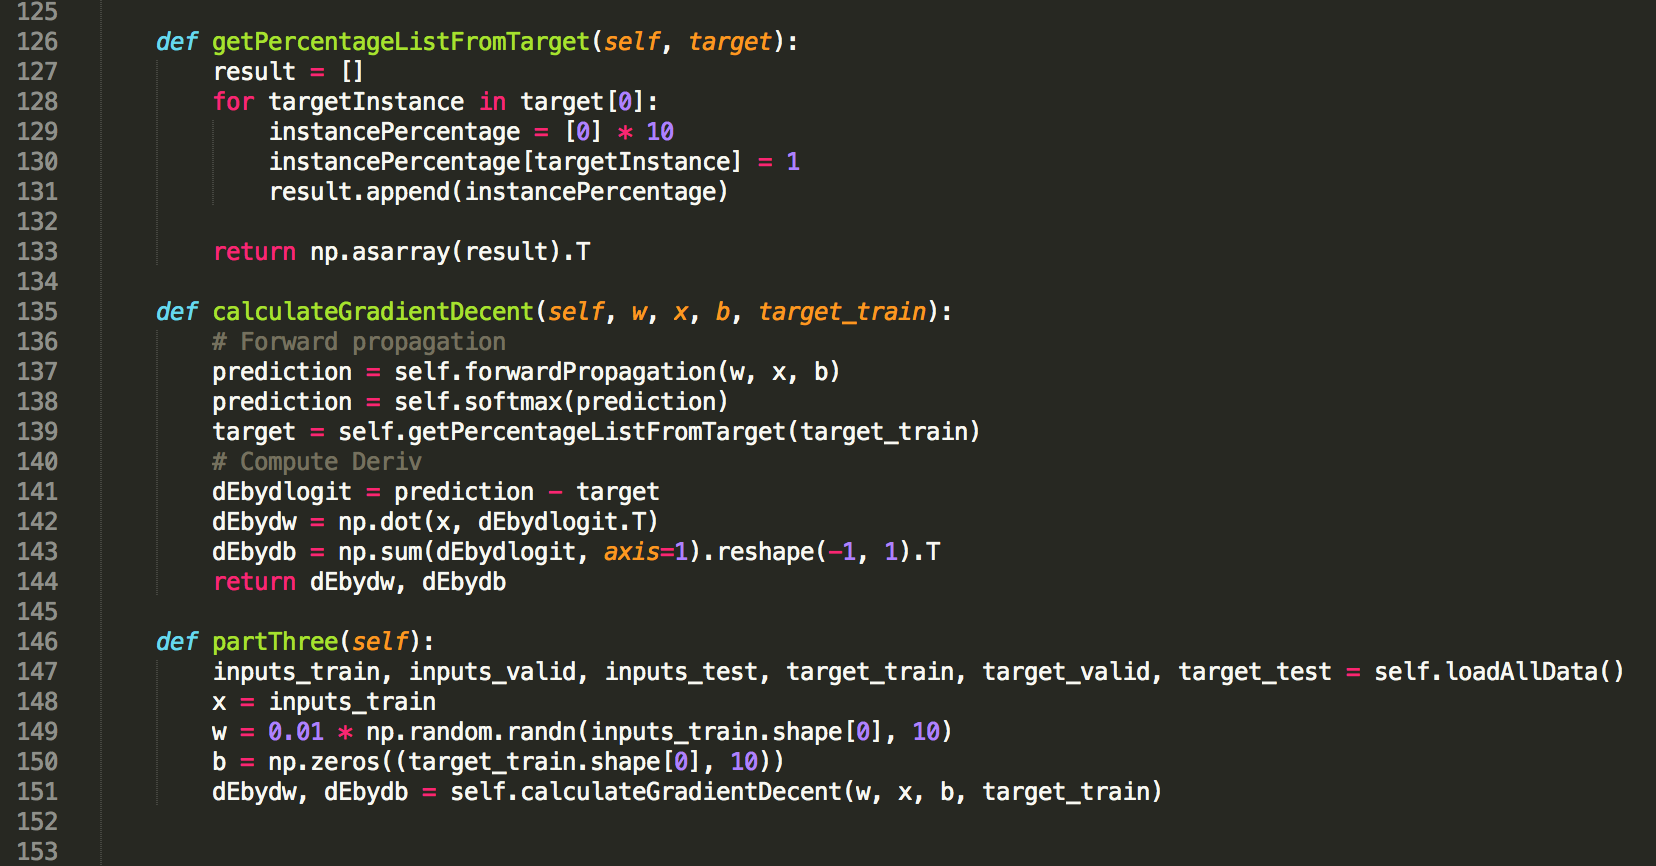 125
126 def getPercentageListFromTarget(self, target):
127 result = []
128 for targetInstance in target[0]:
129 instancePercentage = [0] * 10
130 instancePercentage[targetInstance] = 1
131 result.append(instancePercentage)
132
133 return np.asarray(result).T
134
135 def calculateGradientDecent(self, w, x, b, target_train):
136 # Forward propagation
137 prediction = self.forwardPropagation(w, x, b)
138 prediction = self.softmax(prediction)
139 target = self.getPercentageListFromTarget(target_train)
140 # Compute Deriv
141 dEbydlogit = prediction - target
142 dEbydw = np.dot(x, dEbydlogit.T)
143 dEbydb = np.sum(dEbydlogit, axis=1).reshape(-1, 1).T
144 return dEbydw, dEbydb
145
146 def partThree(self):
147 inputs_train, inputs_valid, inputs_test, target_train, target_valid, target_test = self.loadAllData()
148 x = inputs_train
149 w = 0.01 * np.random.randn(inputs_train.shape[0], 10)
150 b = np.zeros((target_train.shape[0], 10))
151 dEbydw, dEbydb = self.calculateGradientDecent(w, x, b, target_train)
152
153